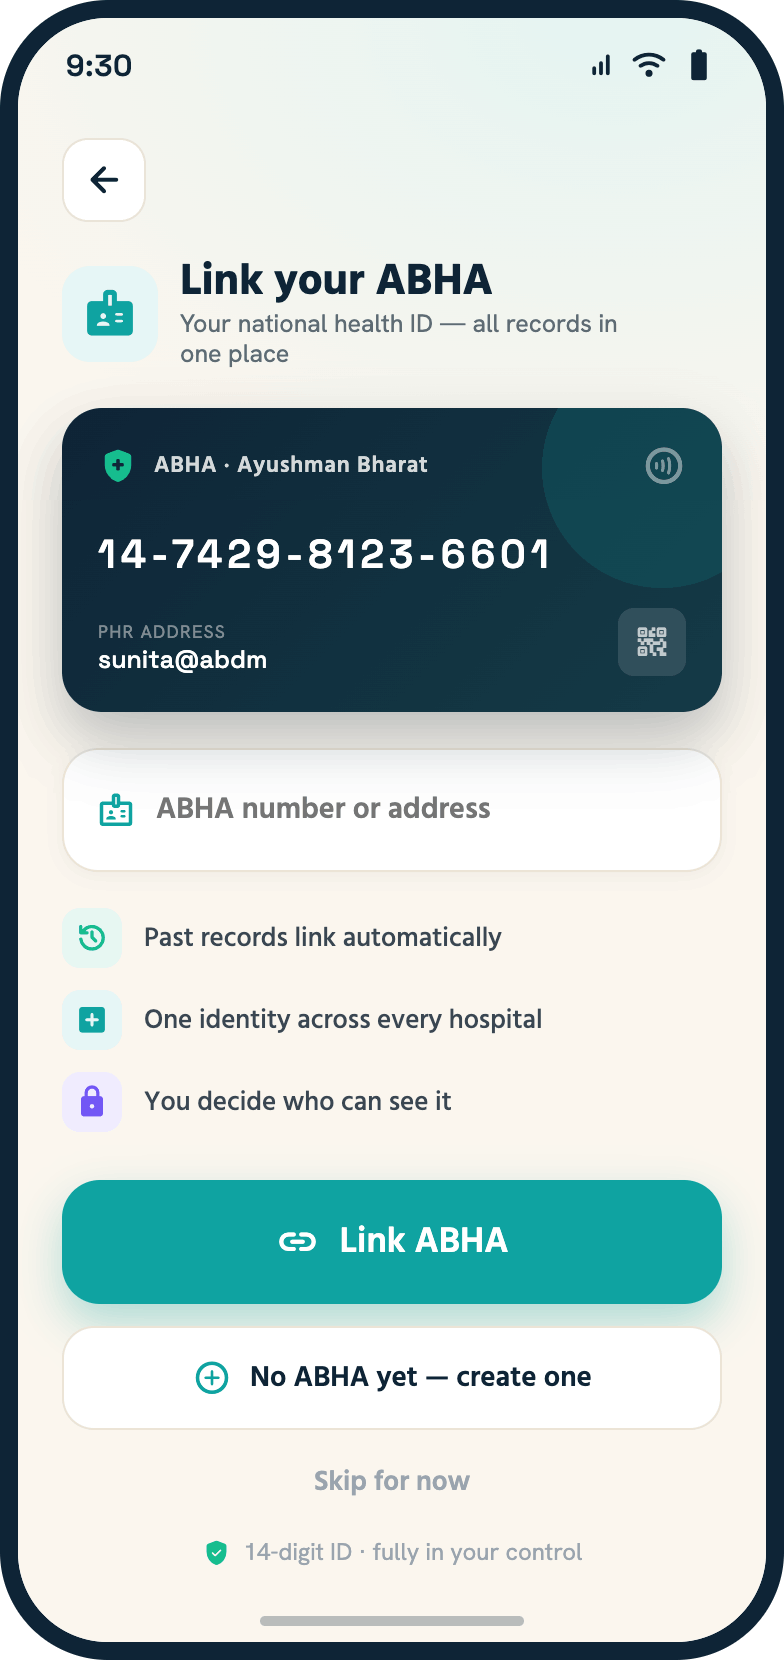 9:30
Link your ABHA
Your national health ID — all records in
one place
ABHA · Ayushman Bharat
14-7429-8123-6601
PHR ADDRESS
sunita@abdm
ABHA number or address
Past records link automatically
One identity across every hospital
You decide who can see it
Link ABHA
No ABHA yet — create one
Skip for now
14-digit ID · fully in your control